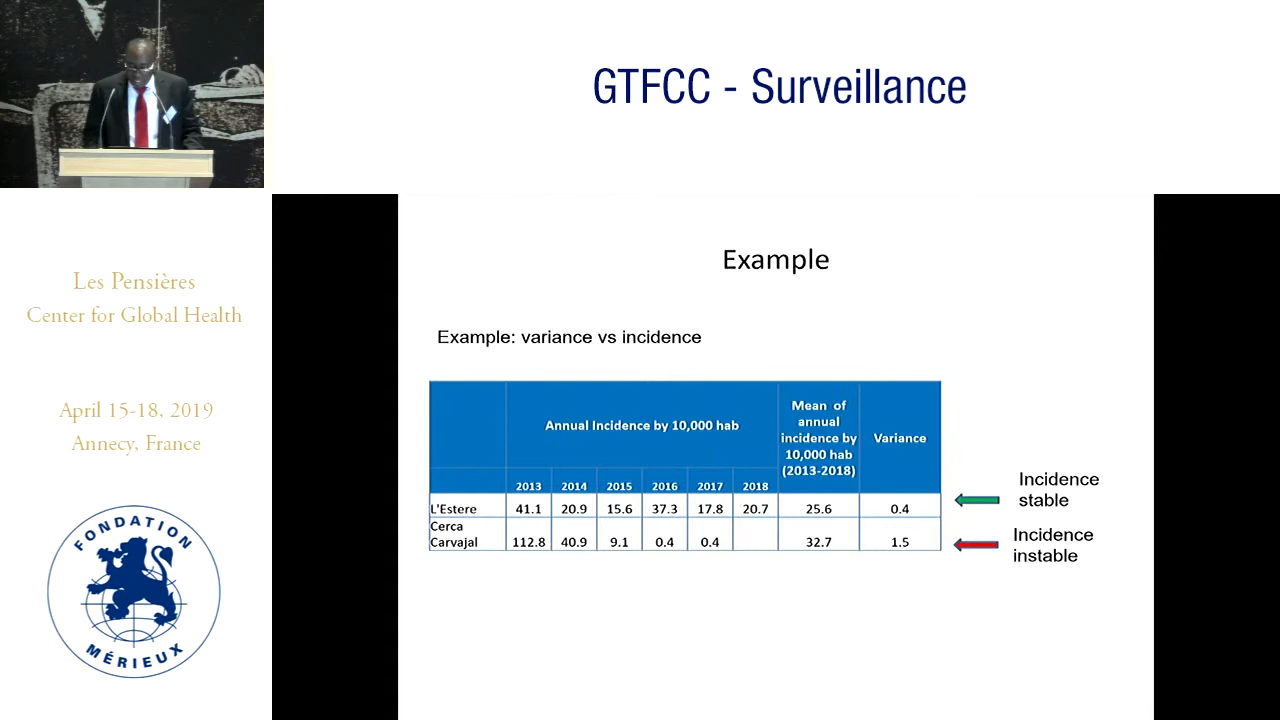 GTFCC - Surveillance
Les Pensières
Center for Global Health
April 15-18, 2019
Annecy, France
FONDATION
MÉRIEUX
Example
Example: variance vs incidence
Annual Incidence by 10,000 hab
Mean of
annual
incidence by
10,000 hab
(2013-2018)
Variance
2013 2014 2015 2016 2017 2018
L'Estere 41.1 20.9 15.6 37.3 17.8 20.7 25.6 0.4
Cerca
Carvajal 112.8 40.9 9.1 0.4 0.4 32.7 1.5
Incidence
stable
Incidence
instable